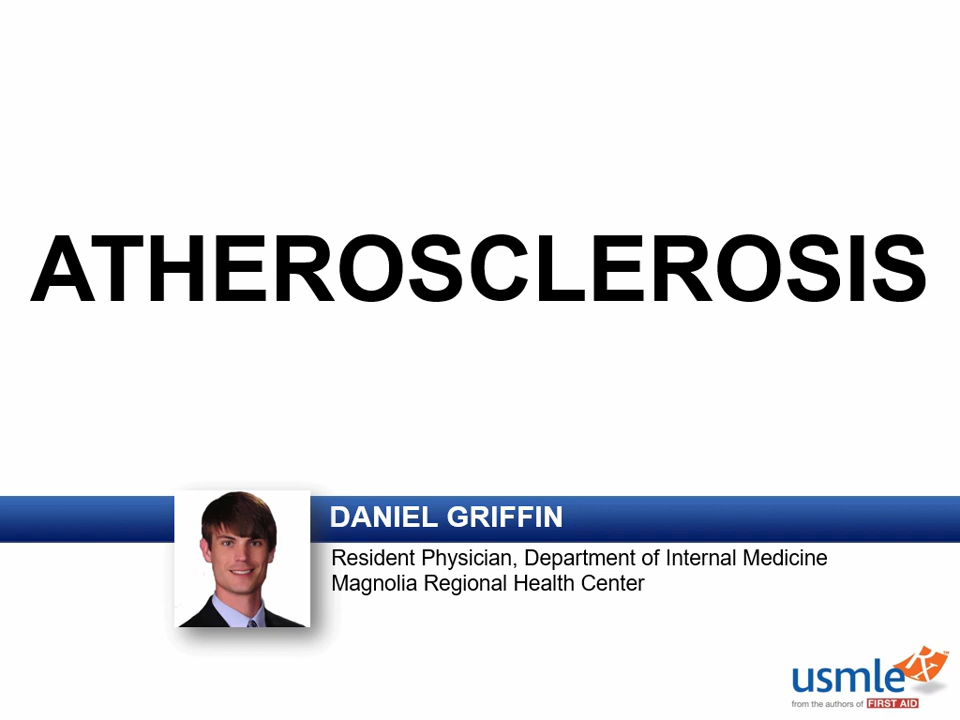 ATHEROSCLEROSIS
DANIEL GRIFFIN
Resident Physician, Department of Internal Medicine
Magnolia Regional Health Center
usmle Rx™
from the authors of FIRST AID